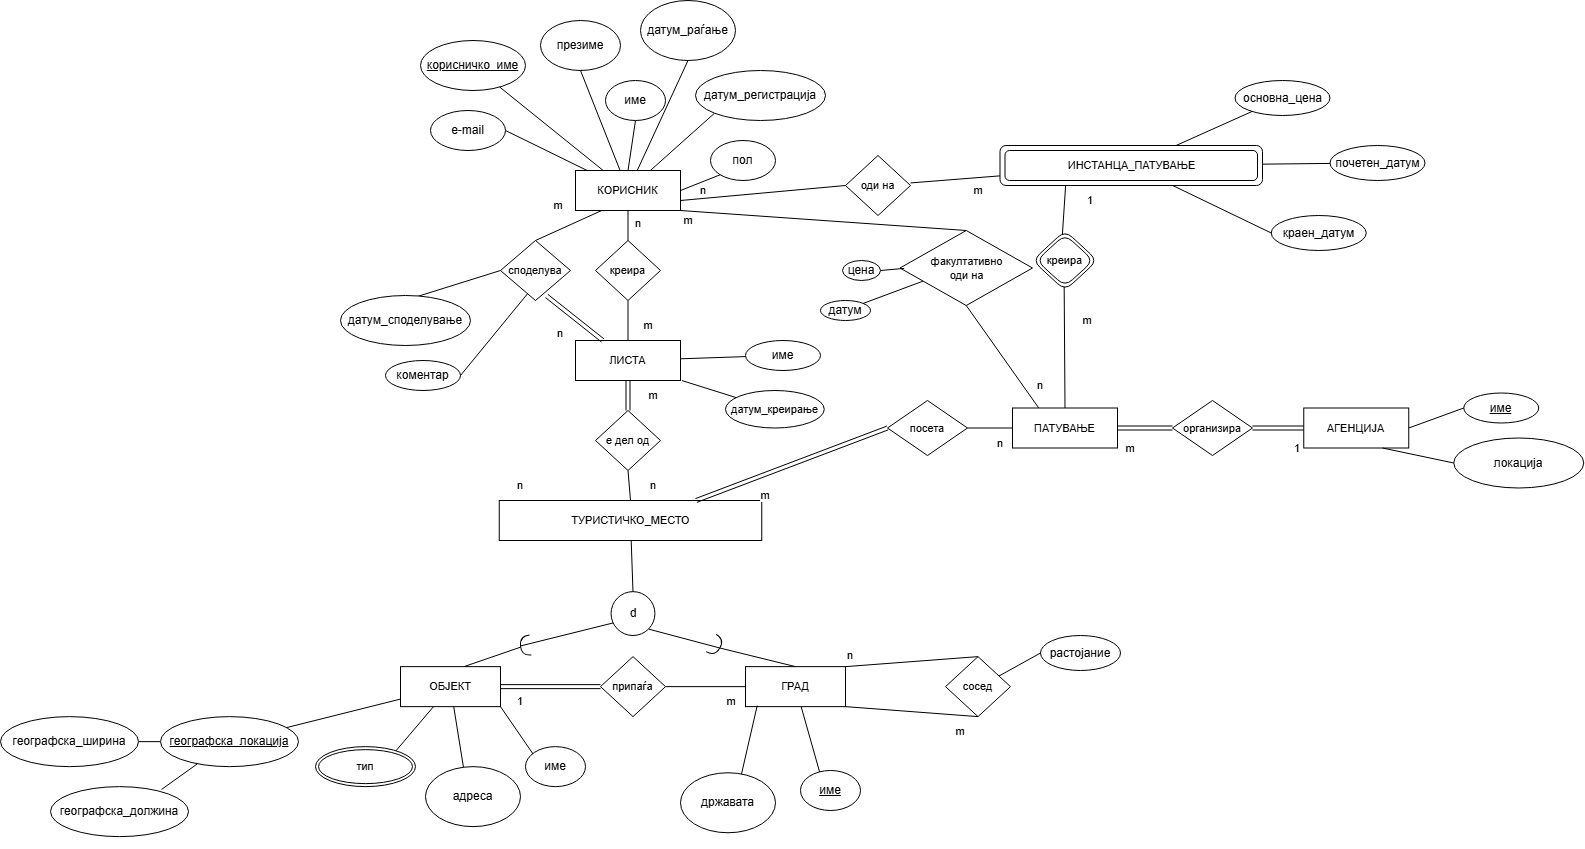 датум_раѓање
презиме
корисничко_име
основна_цена
датум_регистрација
име
e-mail
пол
почетен_датум
ИНСТАНЦА_ПАТУВАЊЕ
оди на
КОРИСНИК
n
m
m
n
m
1
краен_датум
креира
факултативно
оди на
споделува
креира
цена
датум
датум_споделување
m
n
m
име
ЛИСТА
коментар
n
m
датум_креирање
име
посета
ПАТУВАЊЕ
организира
АГЕНЦИЈА
е дел од
n
m
1
локација
n
n
m
ТУРИСТИЧКО_МЕСТО
d
n
растојание
ОБЈЕКТ
припаѓа
ГРАД
сосед
1
m
m
географска_ширина
географска_локација
тип
име
адреса
државата
име
географска_должина